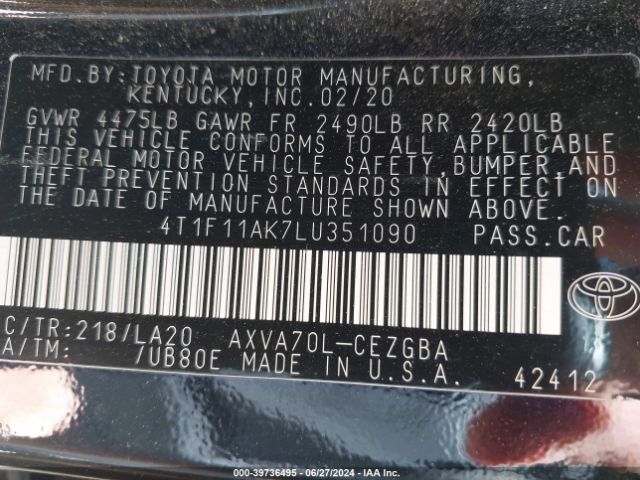 MFD.BY:TOYOTA MOTOR MANUFACTURING,
KENTUCKY,INC.02/20
GVWR 4475LB GAWR FR 2490LB RR 2420LB
THIS VEHICLE CONFORMS TO ALL APPLICABLE
FEDERAL MOTOR VEHICLE SAFETY,BUMPER,AND
THEFT PREVENTION STANDARDS IN EFFECT ON
THE DATE OF MANUFACTURE SHOWN ABOVE.
4T1F11AK7LU351090 PASS.CAR
C/TR:218/LA20 AXVA70L-CEZGBA
A/TM: /UB80E MADE IN U.S.A. 42412
000-39736495 - 06/27/2024 - IAA Inc.